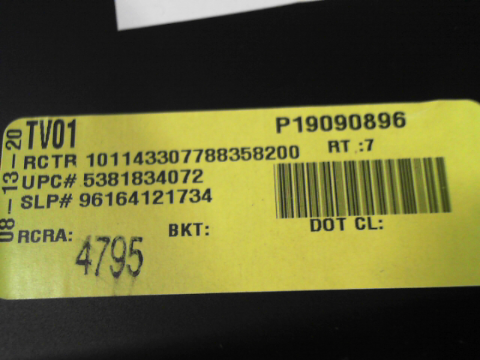 08-13-20
TV01
P19090896
RCTR 101143307788358200
RT :7
UPC# 5381834072
SLP# 96164121734
RCRA:
BKT:
DOT CL:
4795